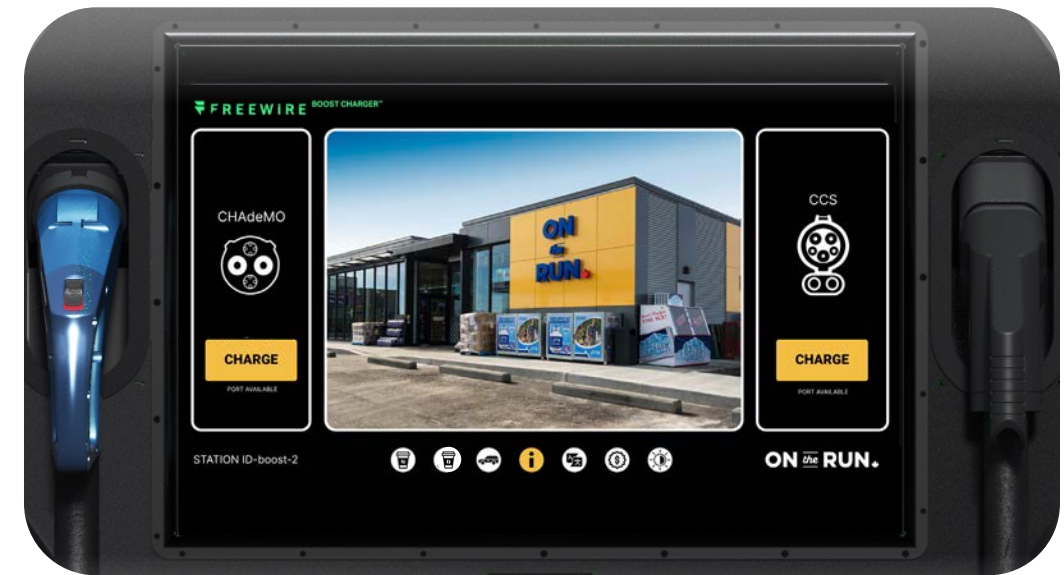 FREEWIRE BOOST CHARGER™
CHAdeMO
CHARGE
PORT AVAILABLE
ON
the
RUN
CCS
CHARGE
PORT AVAILABLE
STATION ID-boost-2
ON the RUN